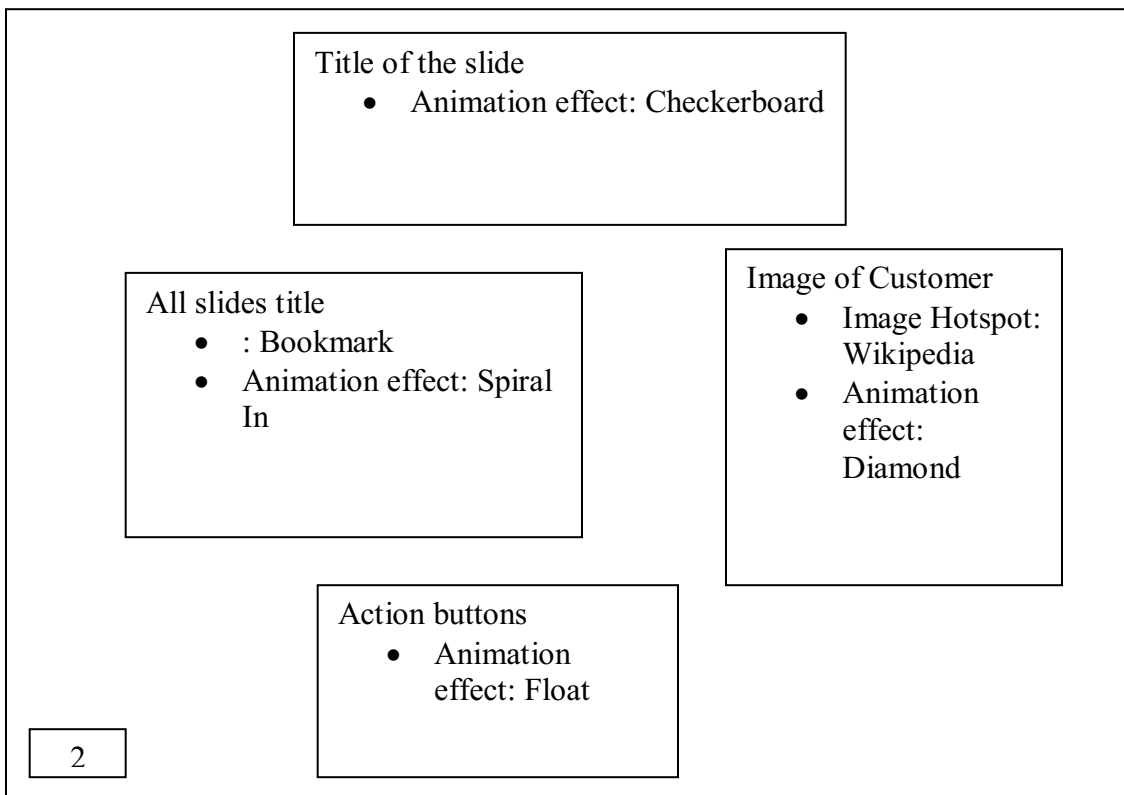 Title of the slide
• Animation effect: Checkerboard
All slides title
• : Bookmark
• Animation effect: Spiral
In
Image of Customer
• Image Hotspot:
Wikipedia
• Animation
effect:
Diamond
Action buttons
• Animation
effect: Float
2